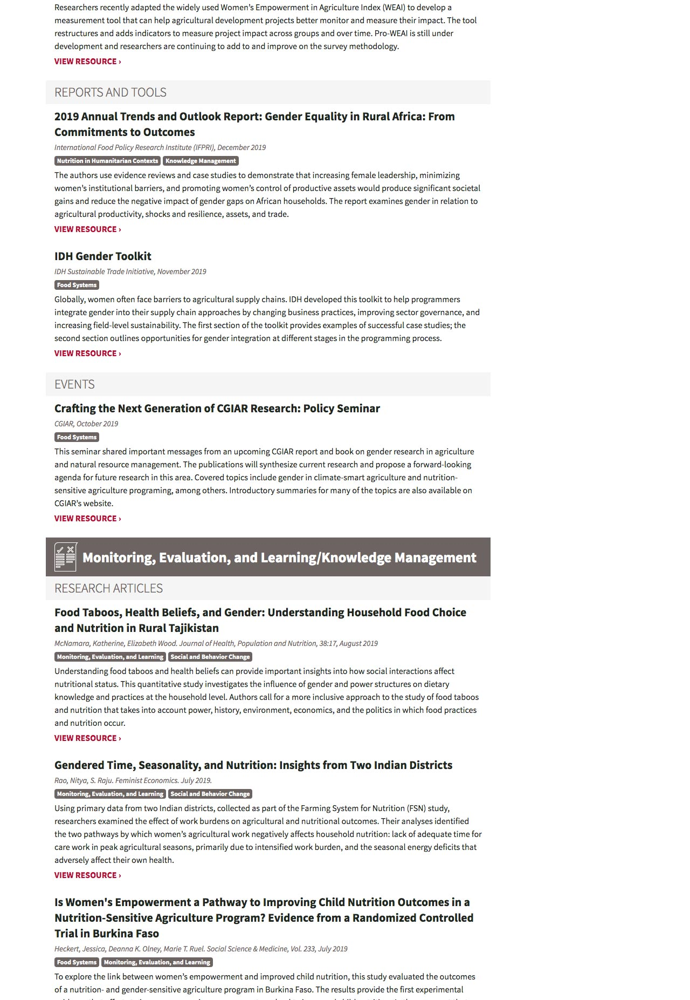 Researchers recently adapted the widely used Women’s Empowerment in Agriculture Index (WEAI) to develop a
measurement tool that can help agricultural development projects better monitor and measure their impact. The tool
restructures and adds indicators to measure project impact across groups and over time. Pro-WEAI is still under
development and researchers are continuing to add to and improve on the survey methodology.
VIEW RESOURCE ›
REPORTS AND TOOLS
2019 Annual Trends and Outlook Report: Gender Equality in Rural Africa: From
Commitments to Outcomes
International Food Policy Research Institute (IFPRI), December 2019
Nutrition in Humanitarian Contexts Knowledge Management
The authors use evidence reviews and case studies to demonstrate that increasing female leadership, minimizing
women’s institutional barriers, and promoting women’s control of productive assets would produce significant societal
gains and reduce the negative impact of gender gaps on African households. The report examines gender in relation to
agricultural productivity, shocks and resilience, assets, and trade.
VIEW RESOURCE ›
IDH Gender Toolkit
IDH Sustainable Trade Initiative, November 2019
Food Systems
Globally, women often face barriers to agricultural supply chains. IDH developed this toolkit to help programmers
integrate gender into their supply chain approaches by changing business practices, improving sector governance, and
increasing field-level sustainability. The first section of the toolkit provides examples of successful case studies; the
second section outlines opportunities for gender integration at different stages in the programming process.
VIEW RESOURCE ›
EVENTS
Crafting the Next Generation of CGIAR Research: Policy Seminar
CGIAR, October 2019
Food Systems
This seminar shared important messages from an upcoming CGIAR report and book on gender research in agriculture
and natural resource management. The publications will synthesize current research and propose a forward-looking
agenda for future research in this area. Covered topics include gender in climate-smart agriculture and nutrition-
sensitive agriculture programing, among others. Introductory summaries for many of the topics are also available on
CGIAR’s website.
VIEW RESOURCE ›
Monitoring, Evaluation, and Learning/Knowledge Management
RESEARCH ARTICLES
Food Taboos, Health Beliefs, and Gender: Understanding Household Food Choice
and Nutrition in Rural Tajikistan
McNamara, Katherine, Elizabeth Wood. Journal of Health, Population and Nutrition, 38:17, August 2019
Monitoring, Evaluation, and Learning Social and Behavior Change
Understanding food taboos and health beliefs can provide important insights into how social interactions affect
nutritional status. This quantitative study investigates the influence of gender and power structures on dietary
knowledge and practices at the household level. Authors call for a more inclusive approach to the study of food taboos
and nutrition that takes into account power, history, environment, economics, and the politics in which food practices
and nutrition occur.
VIEW RESOURCE ›
Gendered Time, Seasonality, and Nutrition: Insights from Two Indian Districts
Rao, Nitya, S. Raju. Feminist Economics. July 2019.
Monitoring, Evaluation, and Learning Social and Behavior Change
Using primary data from two Indian districts, collected as part of the Farming System for Nutrition (FSN) study,
researchers examined the effect of work burdens on agricultural and nutritional outcomes. Their analyses identified
the two pathways by which women’s agricultural work negatively affects household nutrition: lack of adequate time for
care work in peak agricultural seasons, primarily due to intensified work burden, and the seasonal energy deficits that
adversely affect their own health.
VIEW RESOURCE ›
Is Women's Empowerment a Pathway to Improving Child Nutrition Outcomes in a
Nutrition-Sensitive Agriculture Program? Evidence from a Randomized Controlled
Trial in Burkina Faso
Heckert, Jessica, Deanna K. Olney, Marie T. Ruel. Social Science & Medicine, Vol. 233, July 2019
Food Systems Monitoring, Evaluation, and Learning
To explore the link between women’s empowerment and improved child nutrition, this study evaluated the outcomes
of a nutrition- and gender-sensitive agriculture program in Burkina Faso. The results provide the first experimental